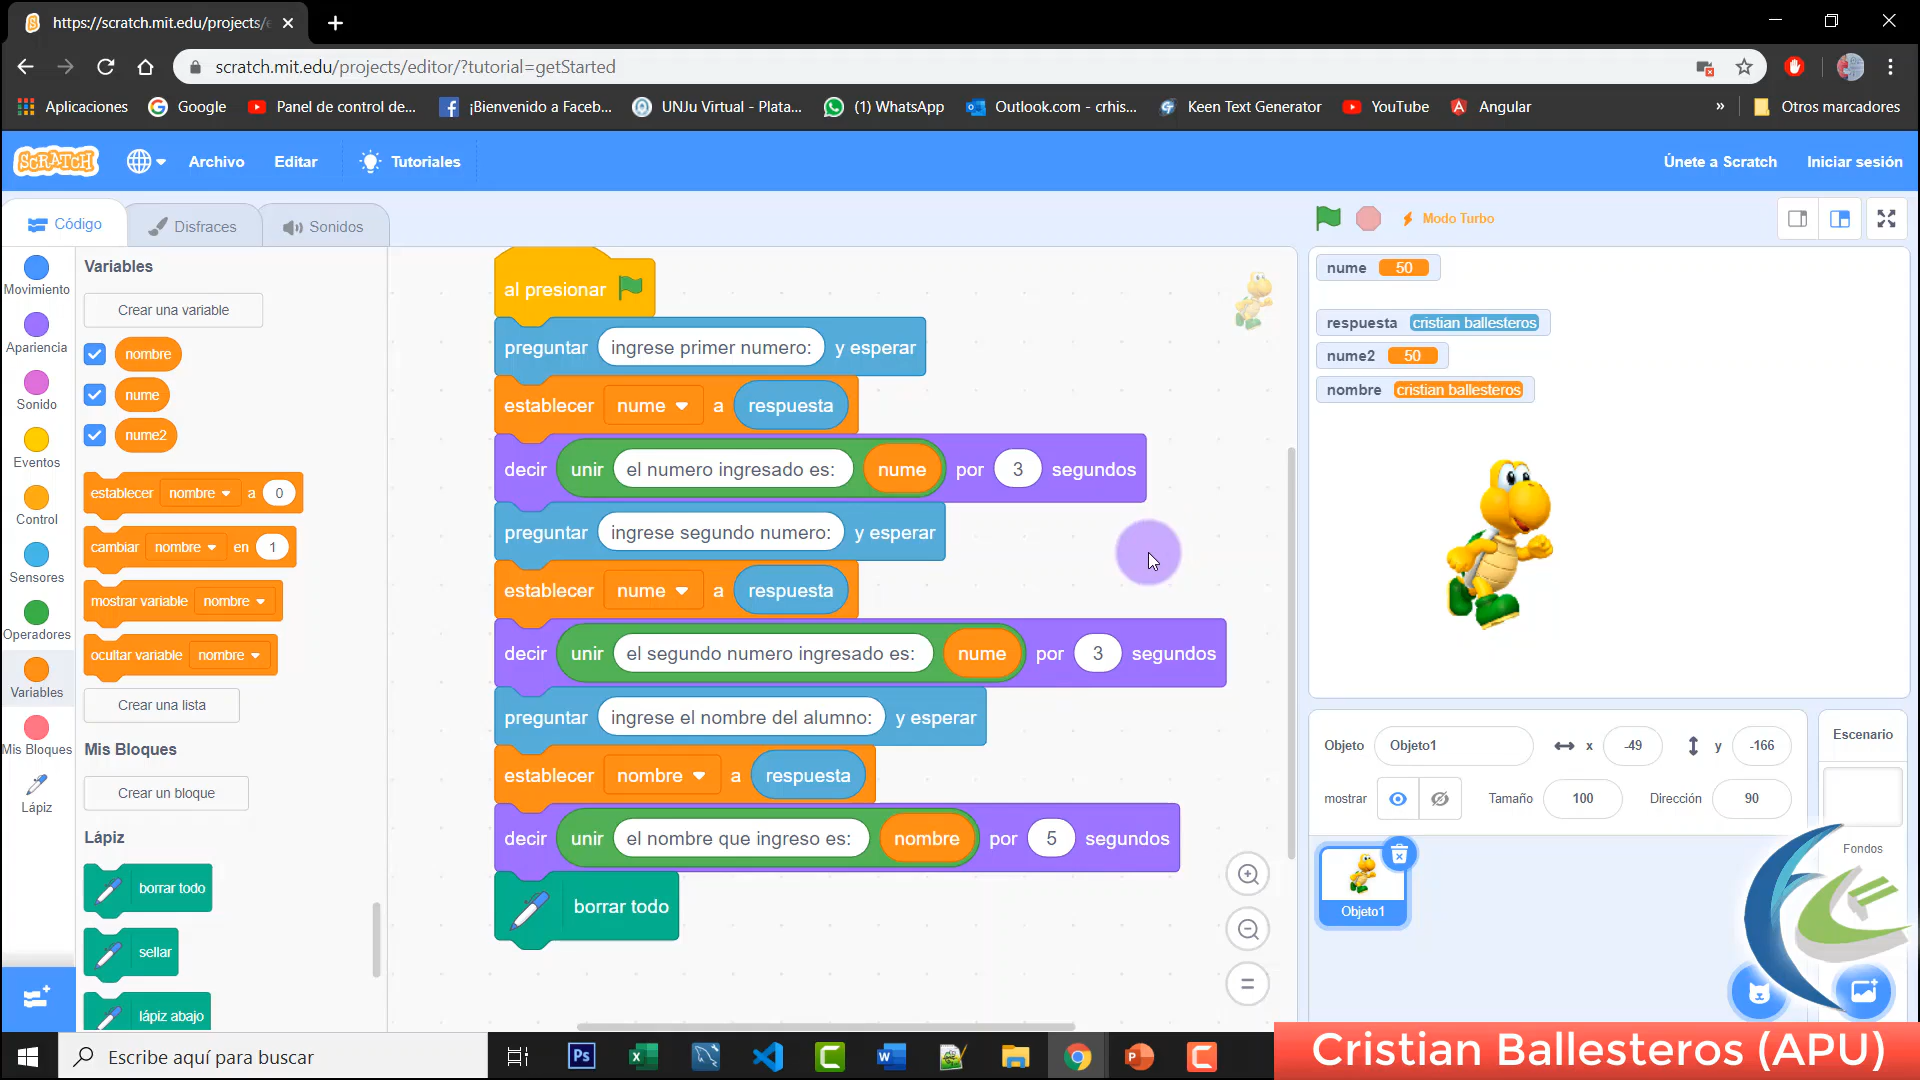 https://scratch.mit.edu/projects/e
scratch.mit.edu/projects/editor/?tutorial=getStarted
Aplicaciones Google Panel de control de... ¡Bienvenido a Faceb... UNJu Virtual - Plata... (1) WhatsApp Outlook.com - crhis... Keen Text Generator YouTube Angular » Otros marcadores
SCRATCH Archivo Editar Tutoriales Únete a Scratch Iniciar sesión
Código Disfraces Sonidos Modo Turbo
Movimiento
Apariencia
Sonido
Eventos
Control
Sensores
Operadores
Variables
Mis Bloques
Lápiz
Variables
Crear una variable
nombre
nume
nume2
establecer nombre a 0
cambiar nombre en 1
mostrar variable nombre
ocultar variable nombre
Crear una lista
Mis Bloques
Crear un bloque
Lápiz
borrar todo
sellar
lápiz abajo
al presionar
preguntar ingrese primer numero: y esperar
establecer nume a respuesta
decir unir el numero ingresado es: nume por 3 segundos
preguntar ingrese segundo numero: y esperar
establecer nume a respuesta
decir unir el segundo numero ingresado es: nume por 3 segundos
preguntar ingrese el nombre del alumno: y esperar
establecer nombre a respuesta
decir unir el nombre que ingreso es: nombre por 5 segundos
borrar todo
nume 50
respuesta cristian ballesteros
nume2 50
nombre cristian ballesteros
Objeto Objeto1 x -49 y -166
mostrar Tamaño 100 Dirección 90
Objeto1
Escenario
Fondos
Escribe aquí para buscar
Ps
Cristian Ballesteros (APU)